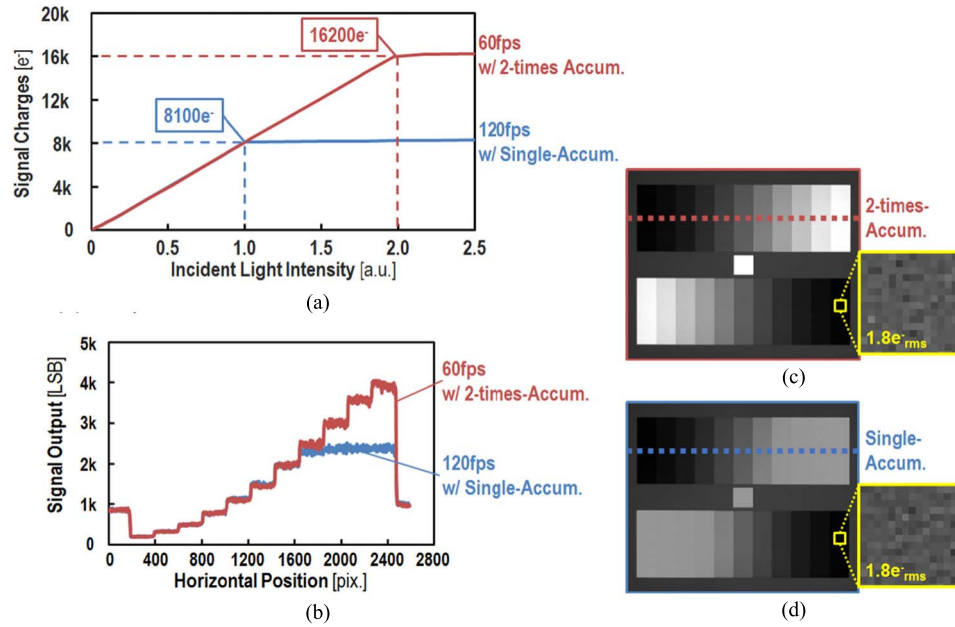 20k
16k
12k
8k
4k
0
Signal Charges [e-]
16200e-
8100e-
60fps
w/ 2-times Accum.
120fps
w/ Single-Accum.
0 0.5 1.0 1.5 2.0 2.5
Incident Light Intensity [a.u.]
(a)
5k
4k
3k
2k
1k
0
Signal Output [LSB]
60fps
w/ 2-times-Accum.
120fps
w/ Single-Accum.
0 400 800 1200 1600 2000 2400 2800
Horizontal Position [pix.]
(b)
2-times-
Accum.
1.8e-rms
(c)
Single-
Accum.
1.8e-rms
(d)